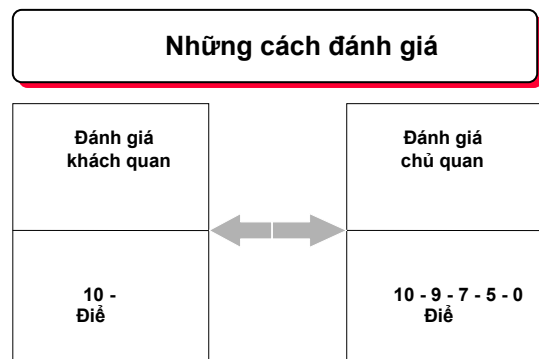 Những cách đánh giá
Đánh giá
khách quan
Đánh giá
chủ quan
10 -
Điể
10 - 9 - 7 - 5 - 0
Điể